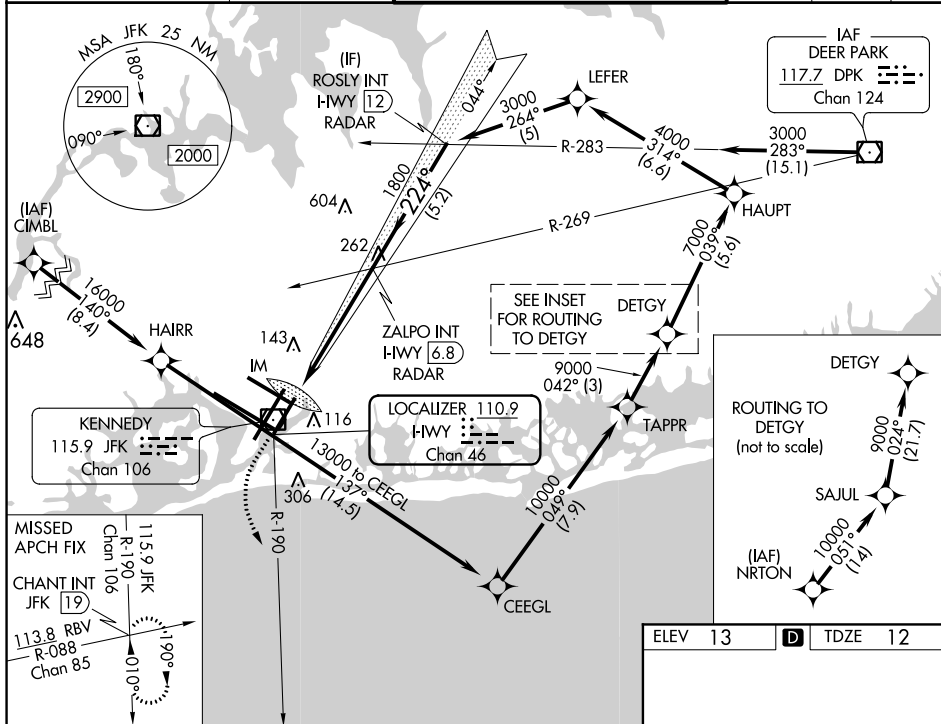 MSA JFK 25 NM
180°
2900
090°
2000
(IF)
ROSLY INT
I-IWY 12
RADAR
044°
3000
264°
(5)
LEFER
IAF
DEER PARK
117.7 DPK
Chan 124
4000
314°
(6.6)
R-283
3000
283°
(15.1)
HAUPT
R-269
1800
224°
(5.2)
604
262
(IAF)
CIMBL
16000
140°
(8.4)
648
HAIRR
143
IM
ZALPO INT
I-IWY 6.8
RADAR
7000
039°
(5.6)
SEE INSET
FOR ROUTING
TO DETGY
DETGY
9000
042° (3)
TAPPR
KENNEDY
115.9 JFK
Chan 106
116
LOCALIZER 110.9
I-IWY
Chan 46
13000 to CEEGL
137°
(14.5)
306
R-190
10000
049°
(7.9)
CEEGL
DETGY
ROUTING TO
DETGY
(not to scale)
9000
024°
(21.7)
SAJUL
10000
051°
(14)
(IAF)
NRTON
MISSED
APCH FIX
115.9 JFK
R-190
Chan 106
CHANT INT
JFK 19
113.8 RBV
R-088
Chan 85
190°
010°
ELEV 13
D
TDZE 12